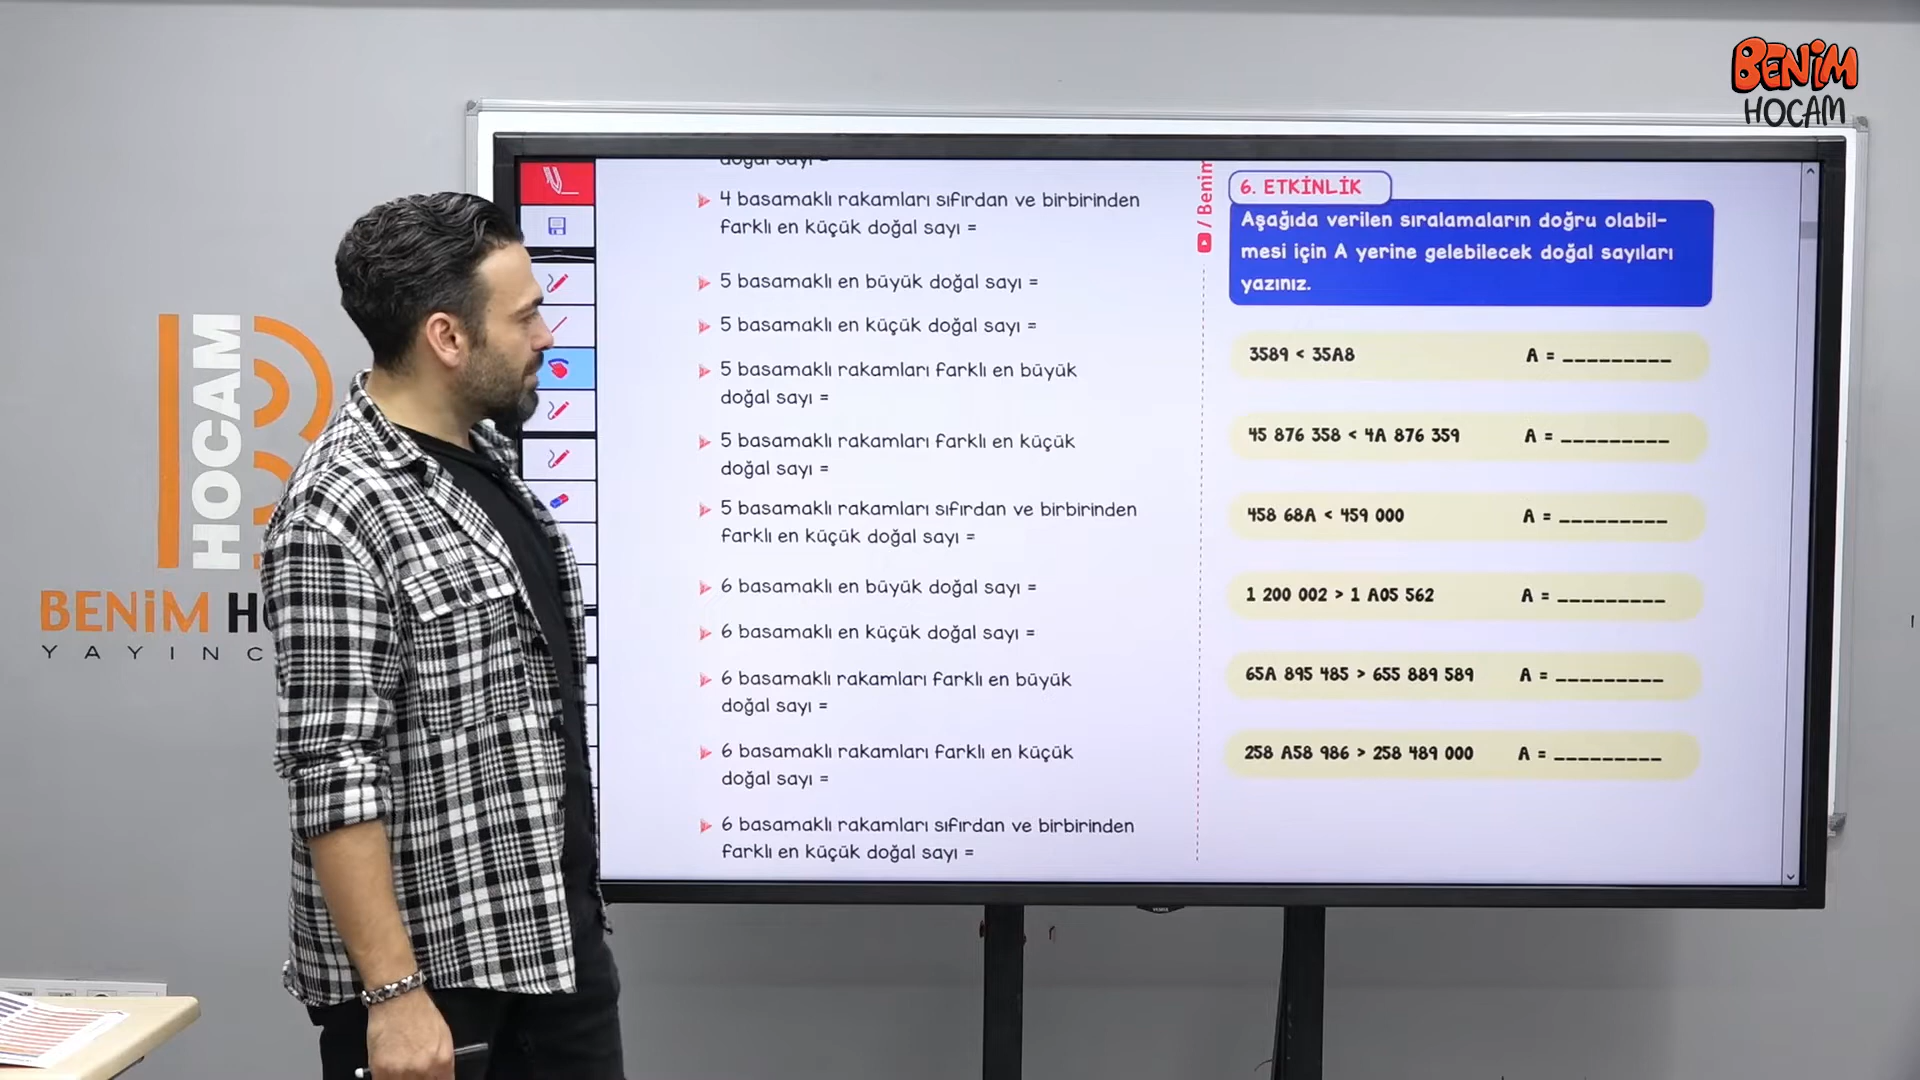 BENİM
HOCAM
HOCAM
BENİM
doğal sayı =
4 basamaklı rakamları sıfırdan ve birbirinden
farklı en küçük doğal sayı =
5 basamaklı en büyük doğal sayı =
5 basamaklı en küçük doğal sayı =
5 basamaklı rakamları farklı en büyük
doğal sayı =
5 basamaklı rakamları farklı en küçük
doğal sayı =
5 basamaklı rakamları sıfırdan ve birbirinden
farklı en küçük doğal sayı =
6 basamaklı en büyük doğal sayı =
6 basamaklı en küçük doğal sayı =
6 basamaklı rakamları farklı en büyük
doğal sayı =
6 basamaklı rakamları farklı en küçük
doğal sayı =
6 basamaklı rakamları sıfırdan ve birbirinden
farklı en küçük doğal sayı =
/ Benim
6. ETKİNLİK
Aşağıda verilen sıralamaların doğru olabil-
mesi için A yerine gelebilecek doğal sayıları
yazınız.
3589 < 35A8 A = _________
45 876 358 < 4A 876 359 A = _________
458 68A < 459 000 A = _________
1 200 002 > 1 A05 562 A = _________
65A 895 485 > 655 889 589 A = _________
258 A58 986 > 258 489 000 A = _________